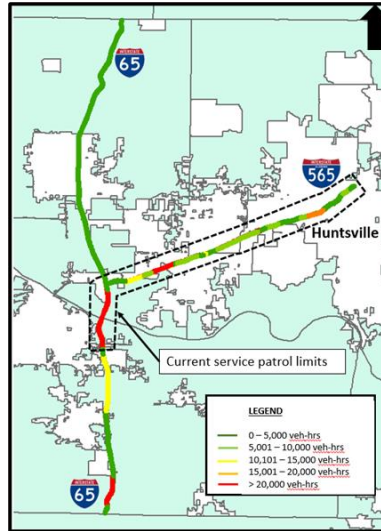 INTERSTATE
65
INTERSTATE
565
Huntsville
Current service patrol limits
LEGEND
0 – 5,000 veh-hrs
5,001 – 10,000 veh-hrs
10,101 – 15,000 veh-hrs
15,001 – 20,000 veh-hrs
> 20,000 veh-hrs
INTERSTATE
65